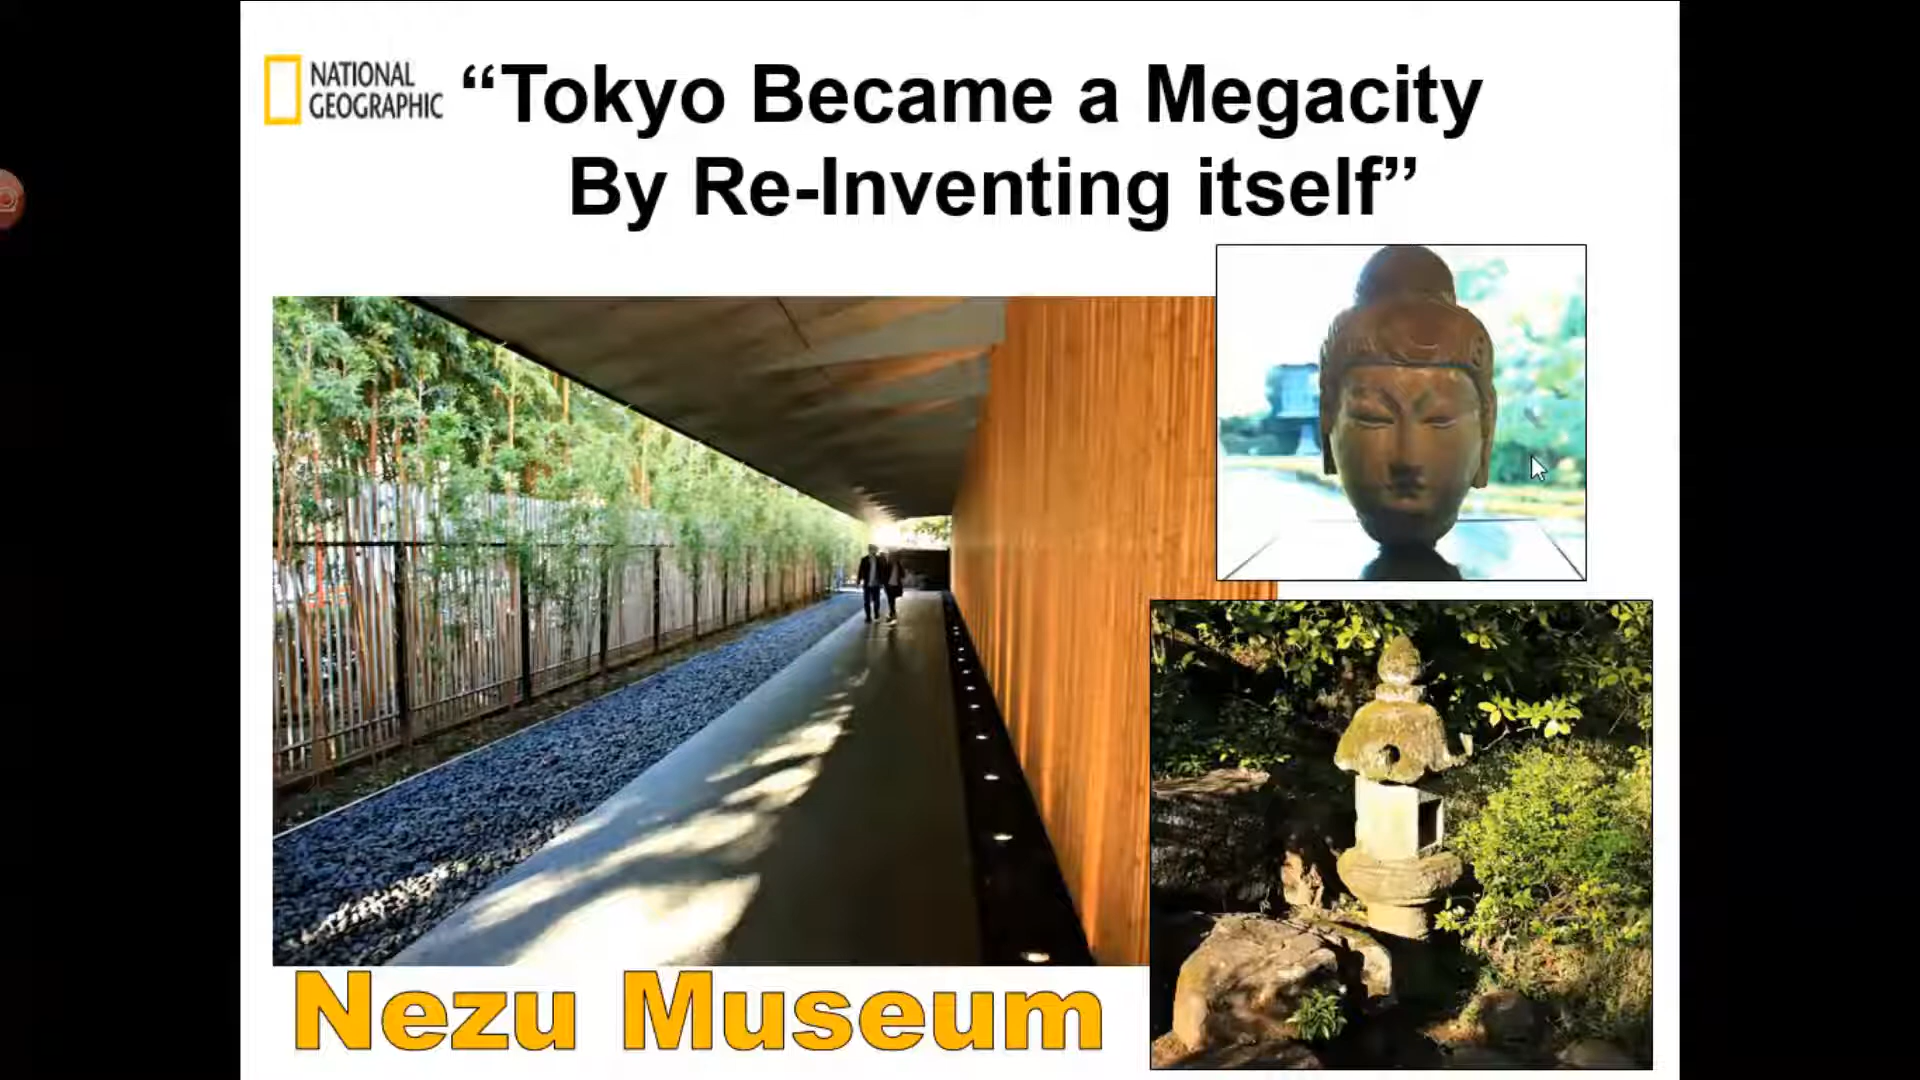 NATIONAL
GEOGRAPHIC
“Tokyo Became a Megacity
By Re-Inventing itself”
Nezu Museum